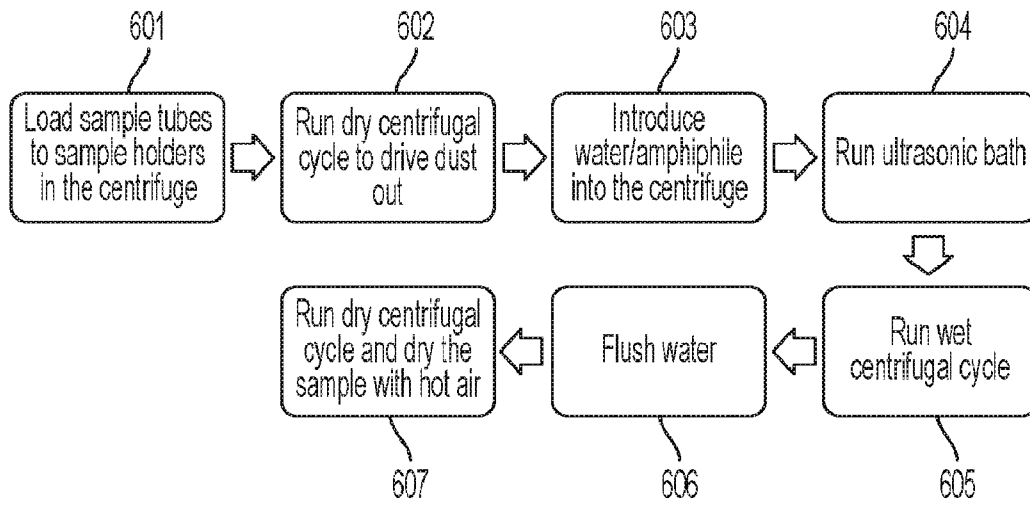 601
602
603
604
Load sample tubes
to sample holders
in the centrifuge
Run dry centrifugal
cycle to drive dust
out
Introduce
water/amphiphile
into the centrifuge
Run ultrasonic bath
Run dry centrifugal
cycle and dry the
sample with hot air
Flush water
Run wet
centrifugal cycle
607
606
605